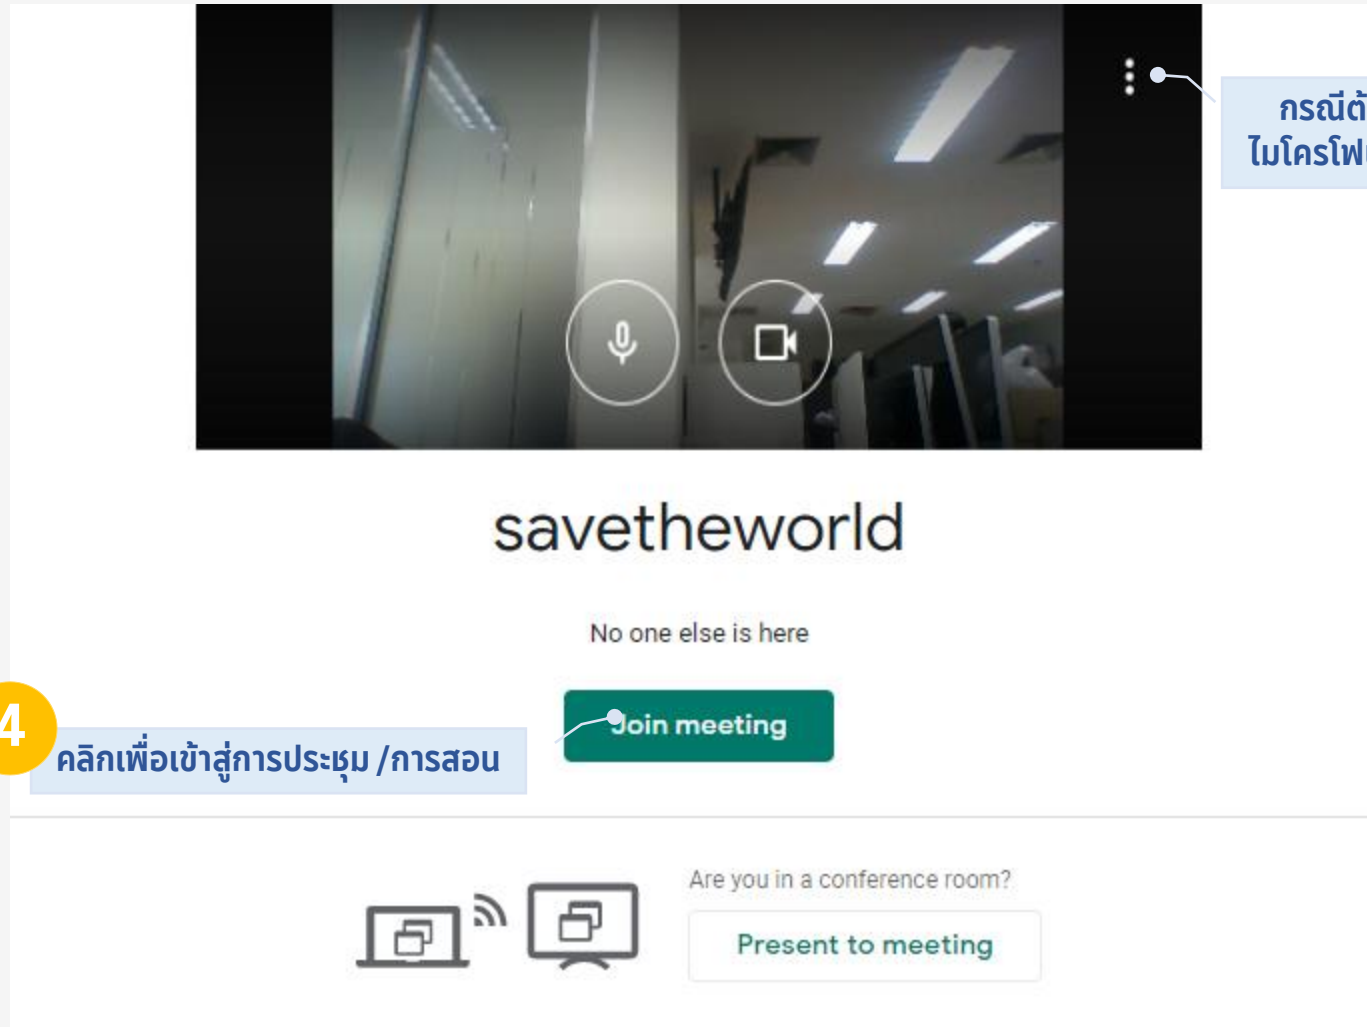 กรณีต้
ไมโครโฟ
savetheworld
No one else is here
Join meeting
4
คลิกเพื่อเข้าสู่การประชุม /การสอน
Are you in a conference room?
Present to meeting